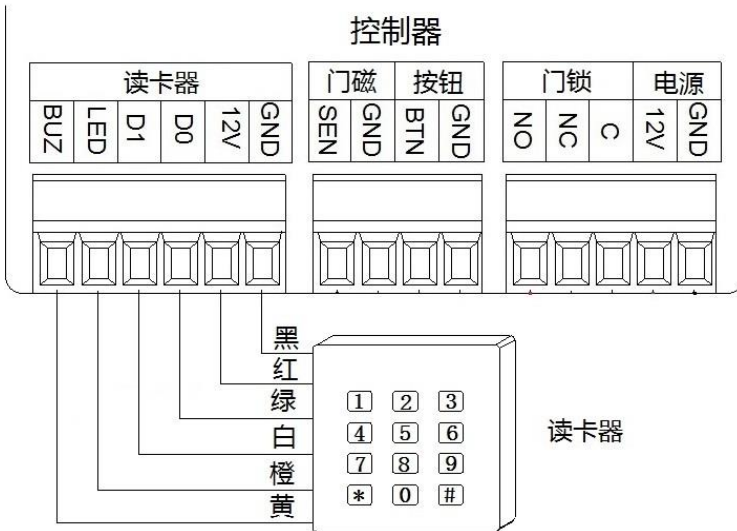 控制器
读卡器 门磁 按钮 门锁 电源
BUZ LED D1 D0 12V GND SEN GND BTN GND NO NC C 12V GND
黑
红
绿
白
橙
黄
1 2 3
4 5 6
7 8 9
* 0 #
读卡器